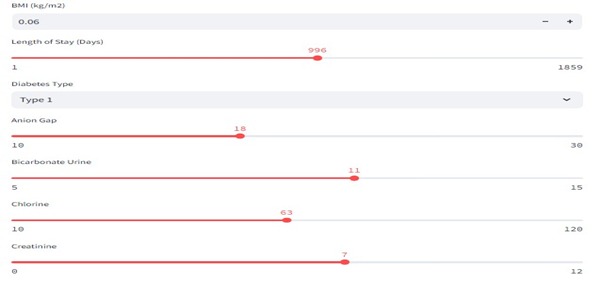 BMI (kg/m2)
0.06 − +
Length of Stay (Days)
996
1 1859
Diabetes Type
Type 1
Anion Gap
18
10 30
Bicarbonate Urine
11
5 15
Chlorine
63
10 120
Creatinine
7
0 12